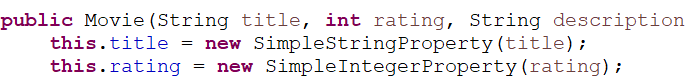 public Movie(String title, int rating, String description
this.title = new SimpleStringProperty(title);
this.rating = new SimpleIntegerProperty(rating);